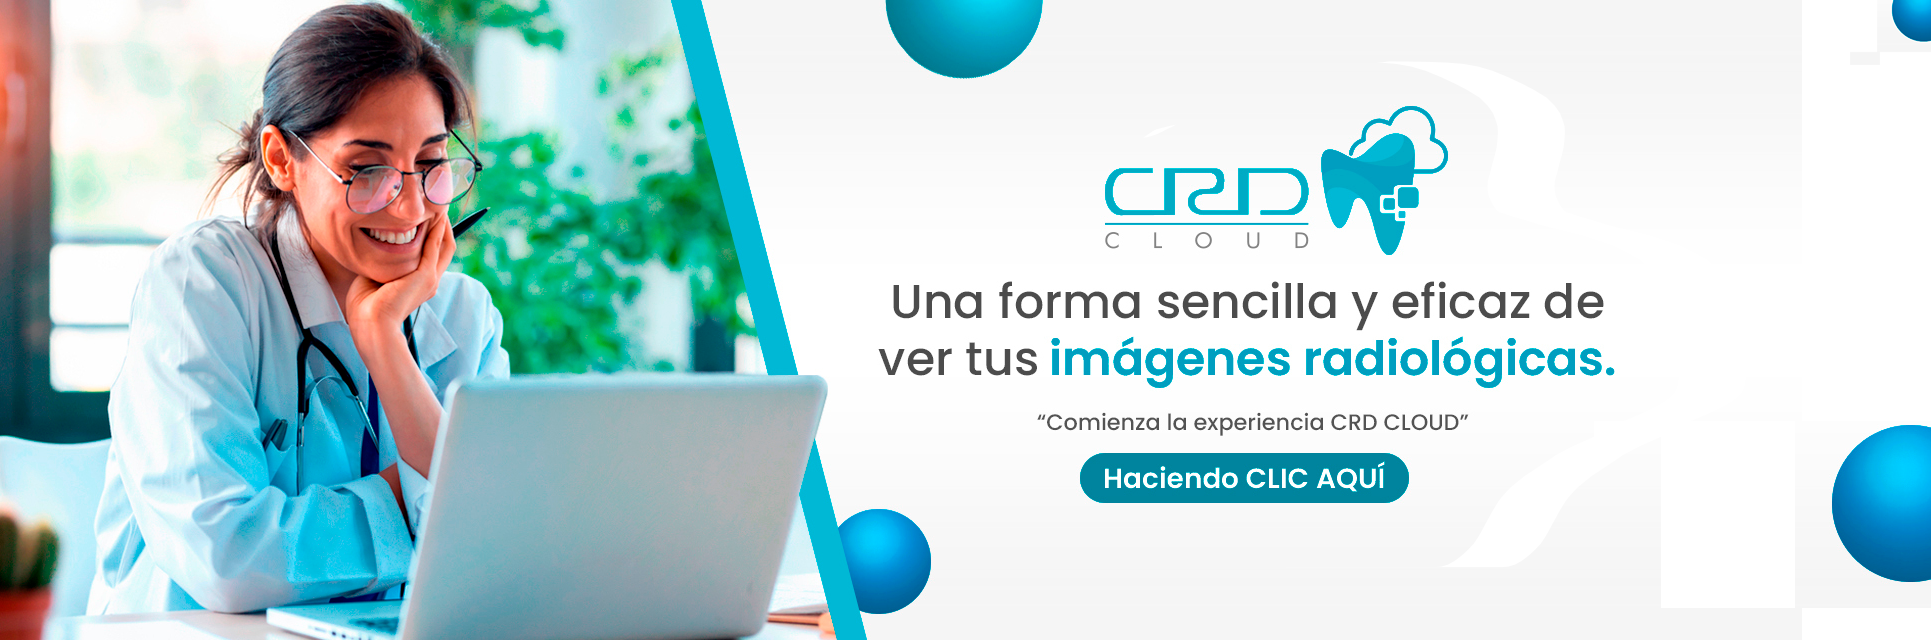 CRD
CLOUD
Una forma sencilla y eficaz de
ver tus imágenes radiológicas.
“Comienza la experiencia CRD CLOUD”
Haciendo CLIC AQUÍ